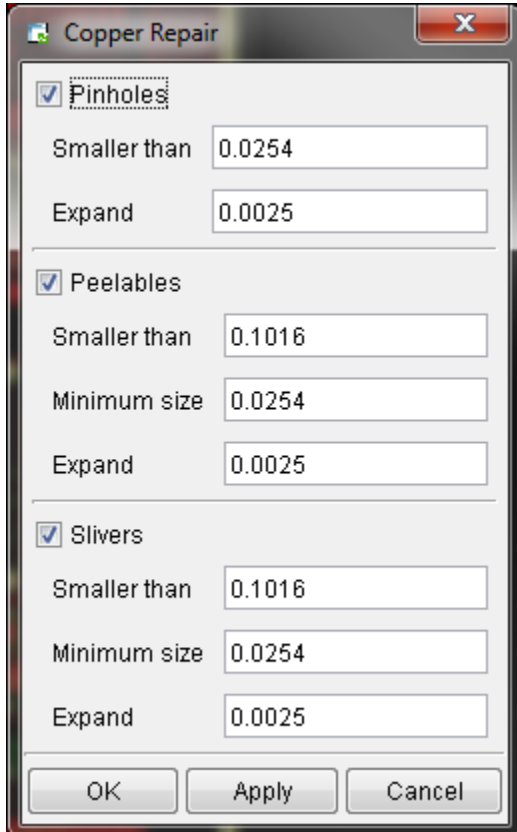 Copper Repair
Pinholes
Smaller than 0.0254
Expand 0.0025
Peelables
Smaller than 0.1016
Minimum size 0.0254
Expand 0.0025
Slivers
Smaller than 0.1016
Minimum size 0.0254
Expand 0.0025
OK Apply Cancel